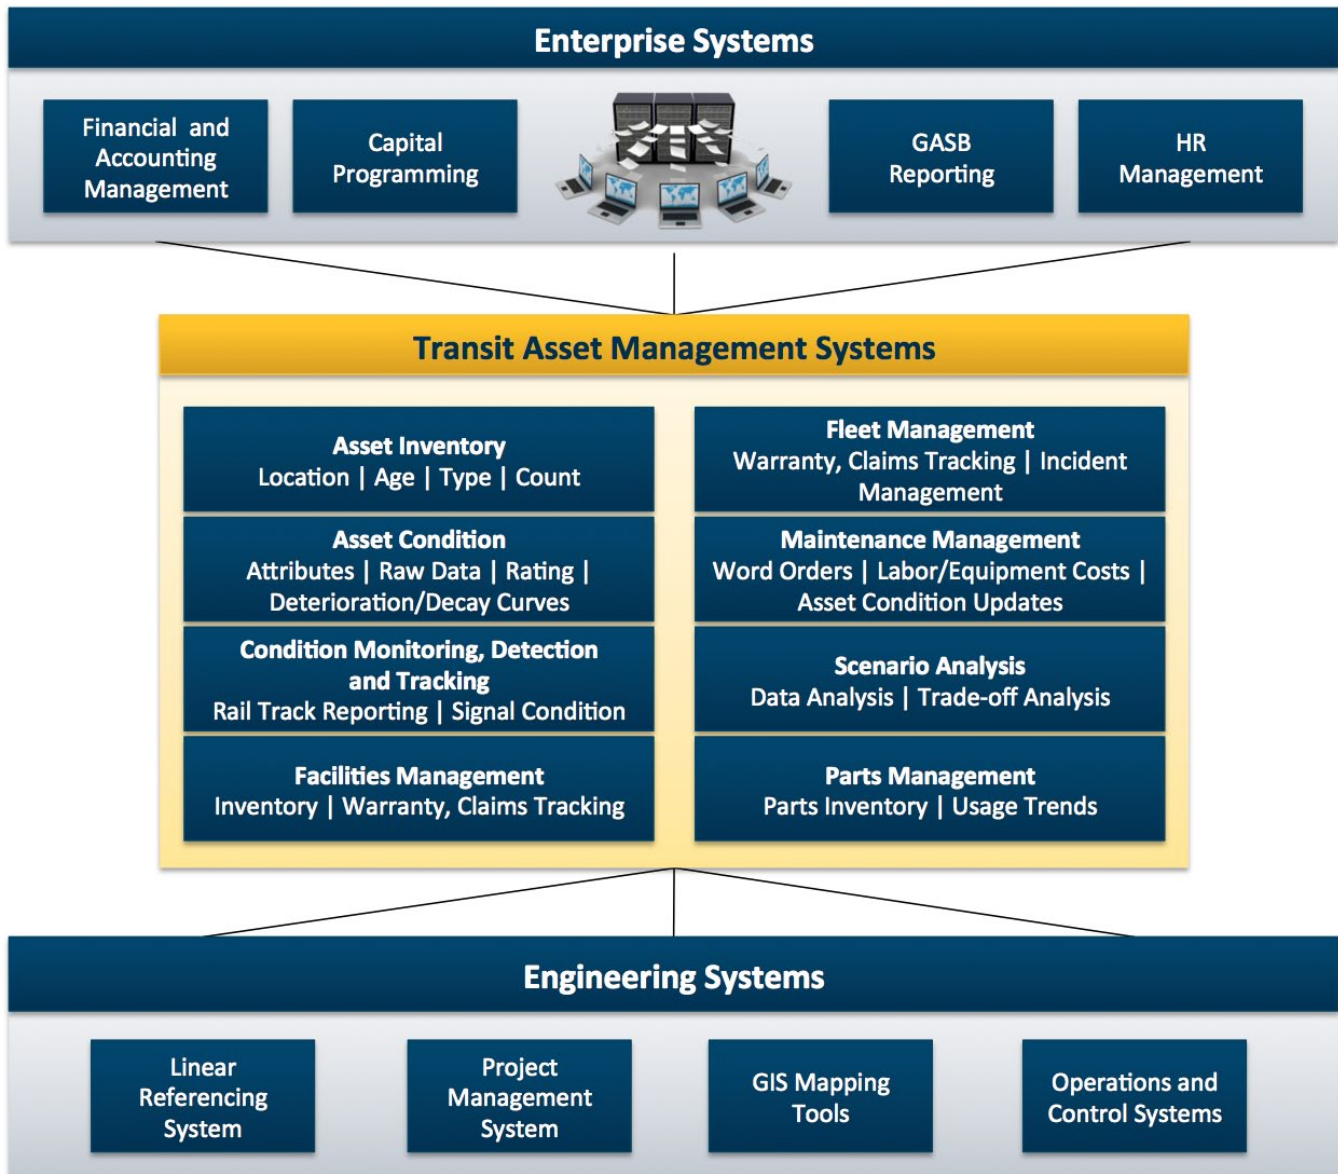 Enterprise Systems
Financial and
Accounting
Management
Capital
Programming
GASB
Reporting
HR
Management
Transit Asset Management Systems
Asset Inventory
Location | Age | Type | Count
Fleet Management
Warranty, Claims Tracking | Incident
Management
Asset Condition
Attributes | Raw Data | Rating |
Deterioration/Decay Curves
Maintenance Management
Word Orders | Labor/Equipment Costs |
Asset Condition Updates
Condition Monitoring, Detection
and Tracking
Rail Track Reporting | Signal Condition
Scenario Analysis
Data Analysis | Trade-off Analysis
Facilities Management
Inventory | Warranty, Claims Tracking
Parts Management
Parts Inventory | Usage Trends
Engineering Systems
Linear
Referencing
System
Project
Management
System
GIS Mapping
Tools
Operations and
Control Systems